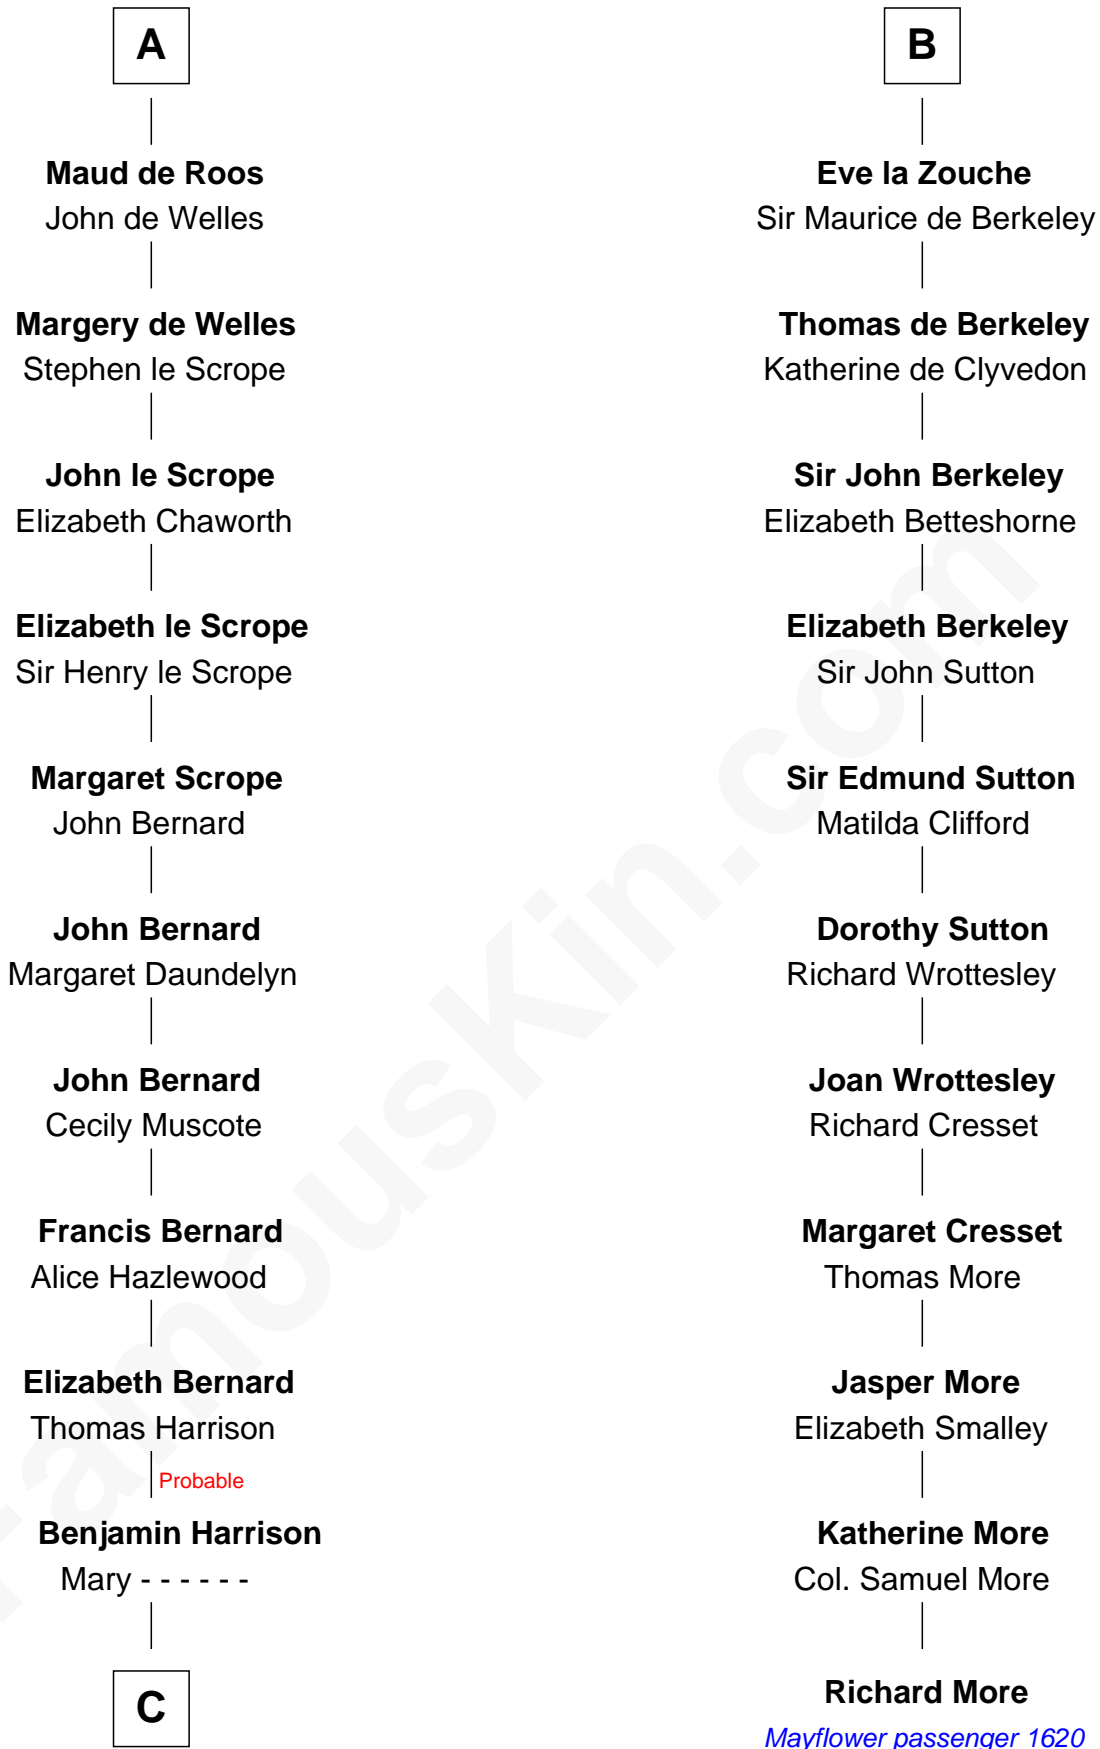 A
Maud de Roos
John de Welles
Margery de Welles
Stephen le Scrope
John le Scrope
Elizabeth Chaworth
Elizabeth le Scrope
Sir Henry le Scrope
Margaret Scrope
John Bernard
John Bernard
Margaret Daundelyn
John Bernard
Cecily Muscote
Francis Bernard
Alice Hazlewood
Elizabeth Bernard
Thomas Harrison
Probable
Benjamin Harrison
Mary - - - - - -
C
B
Eve la Zouche
Sir Maurice de Berkeley
Thomas de Berkeley
Katherine de Clyvedon
Sir John Berkeley
Elizabeth Betteshorne
Elizabeth Berkeley
Sir John Sutton
Sir Edmund Sutton
Matilda Clifford
Dorothy Sutton
Richard Wrottesley
Joan Wrottesley
Richard Cresset
Margaret Cresset
Thomas More
Jasper More
Elizabeth Smalley
Katherine More
Col. Samuel More
Richard More
Mayflower passenger 1620
FamousKin.com